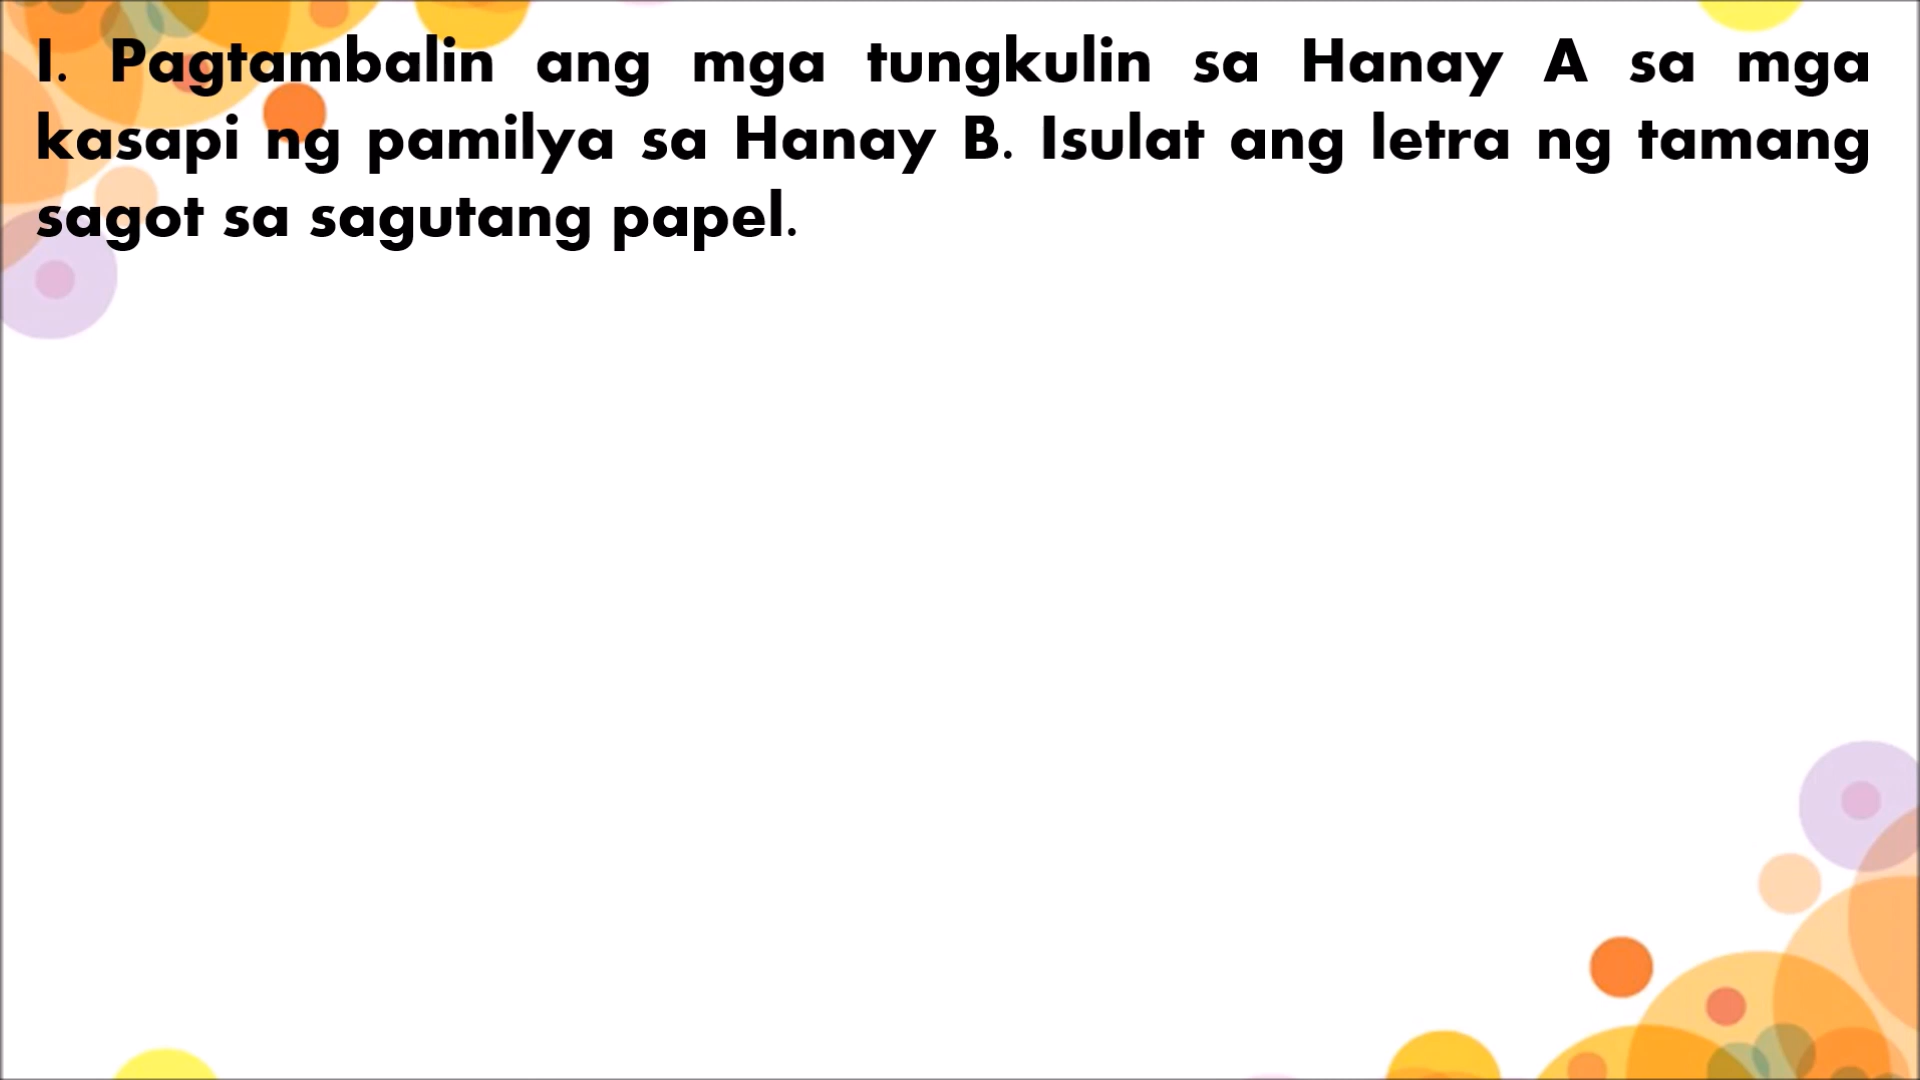 I. Pagtambalin ang mga tungkulin sa Hanay A sa mga
kasapi ng pamilya sa Hanay B. Isulat ang letra ng tamang
sagot sa sagutang papel.